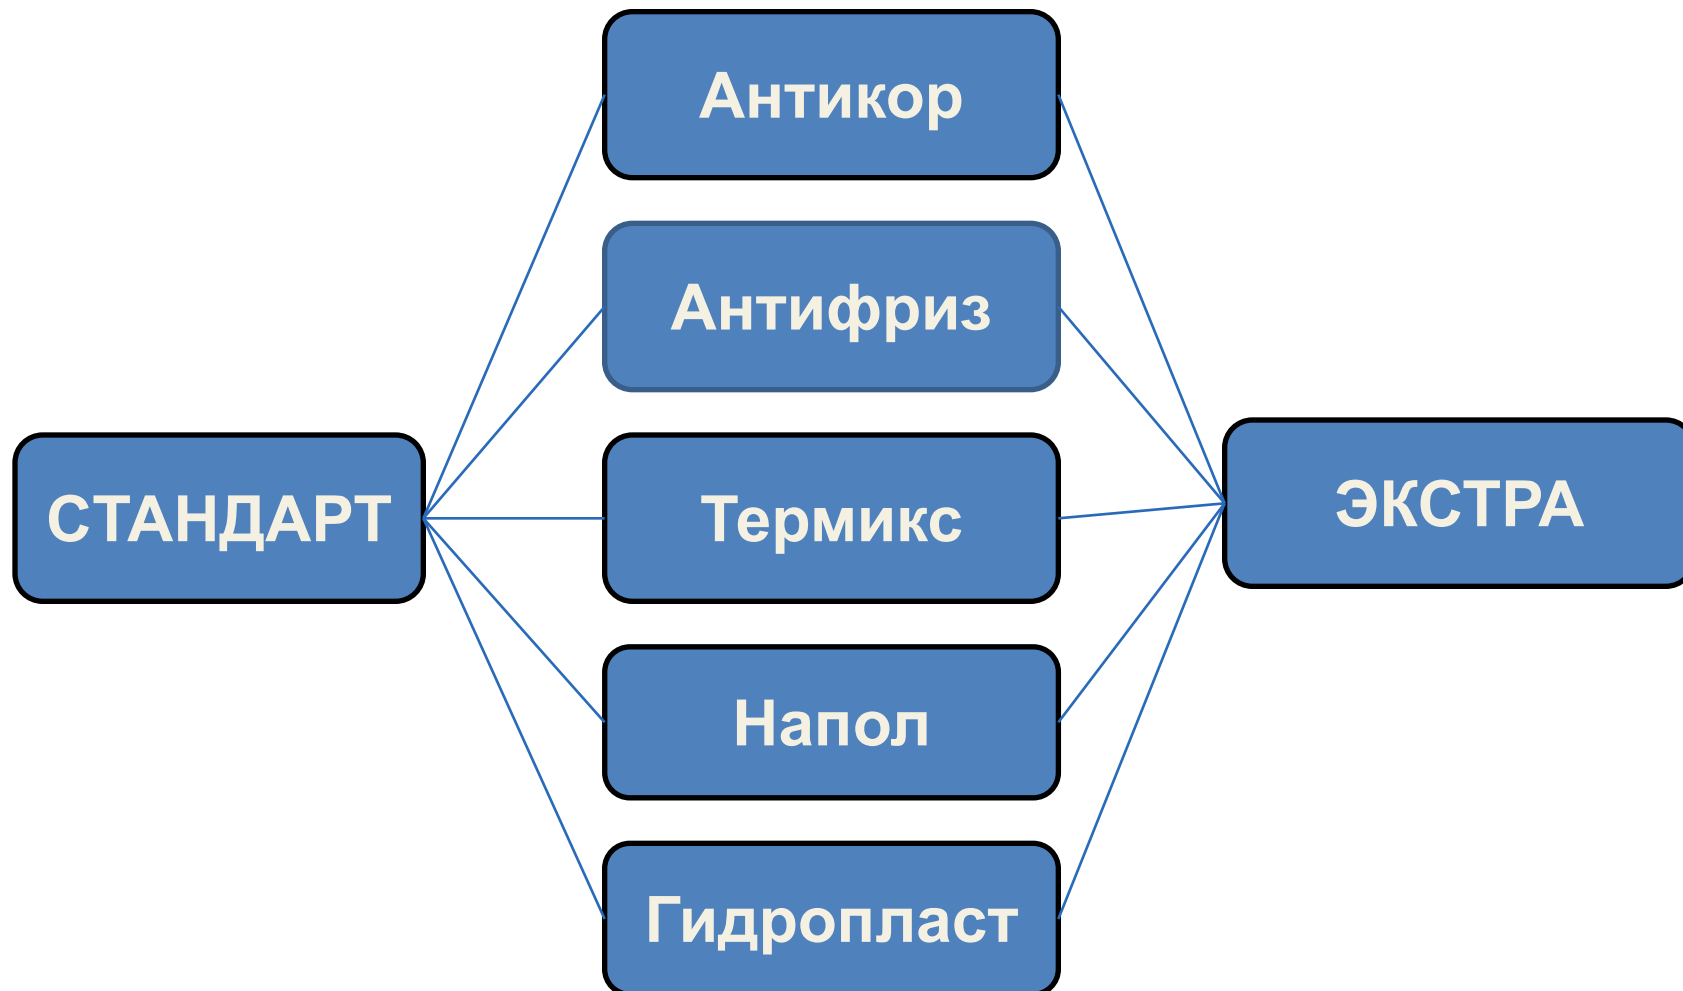 Антикор
Антифриз
СТАНДАРТ
Термикс
ЭКСТРА
Напол
Гидропласт